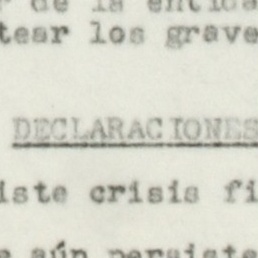 de la entida
tear los grave
DECLARACIONES
iste crisis fi
aún persiste